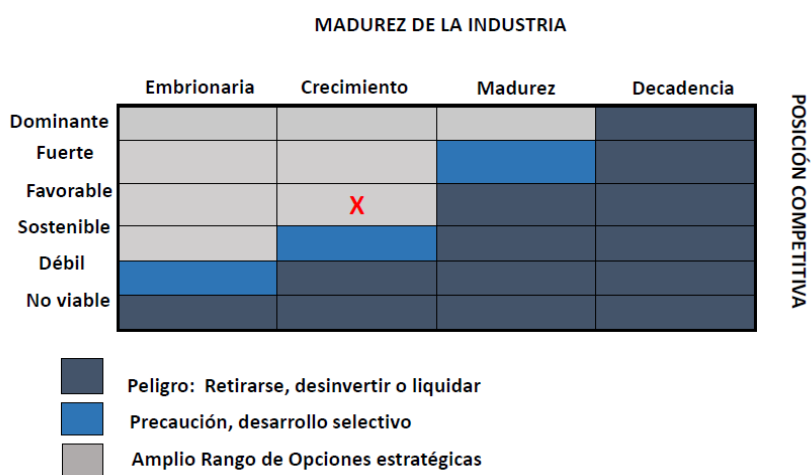 MADUREZ DE LA INDUSTRIA
Embrionaria Crecimiento Madurez Decadencia
Dominante
Fuerte
Favorable
X
Sostenible
Débil
No viable
POSICIÓN COMPETITIVA
Peligro: Retirarse, desinvertir o liquidar
Precaución, desarrollo selectivo
Amplio Rango de Opciones estratégicas